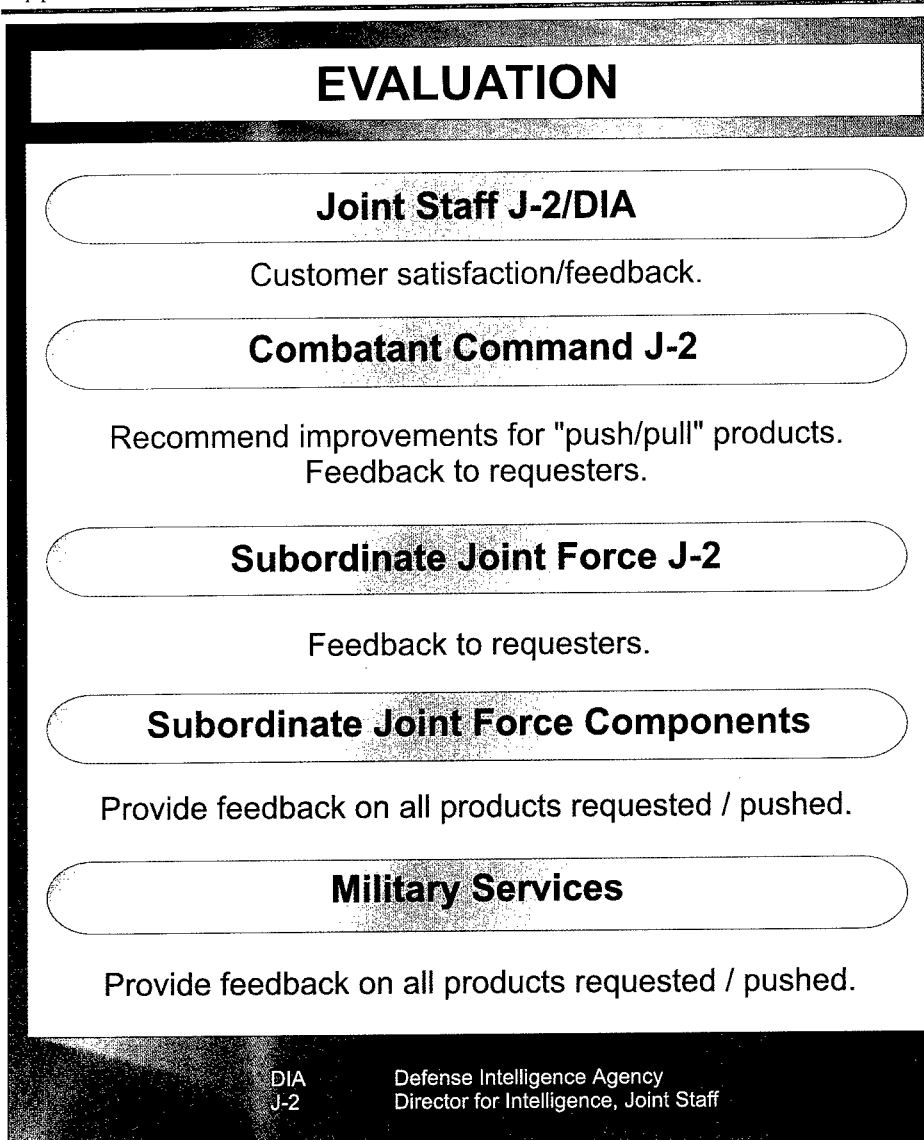 EVALUATION
Joint Staff J-2/DIA
Customer satisfaction/feedback.
Combatant Command J-2
Recommend improvements for "push/pull" products.
Feedback to requesters.
Subordinate Joint Force J-2
Feedback to requesters.
Subordinate Joint Force Components
Provide feedback on all products requested / pushed.
Military Services
Provide feedback on all products requested / pushed.
DIA Defense Intelligence Agency
J-2 Director for Intelligence, Joint Staff